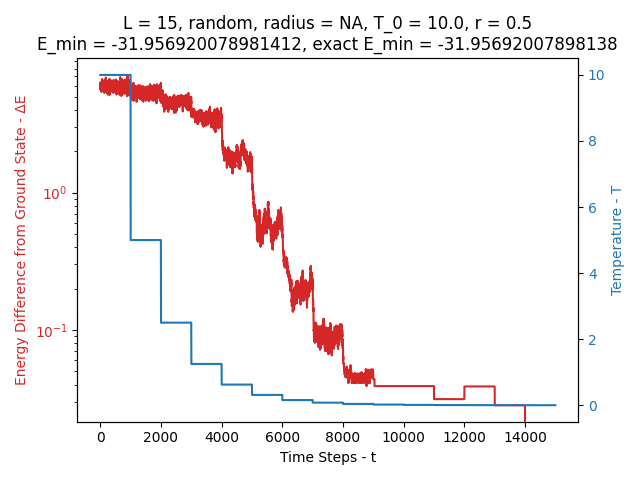 L = 15, random, radius = NA, T_0 = 10.0, r = 0.5
E_min = -31.956920078981412, exact E_min = -31.95692007898138
Energy Difference from Ground State - ΔE
10⁰
10⁻¹
10
8
6
4
2
0
Temperature - T
0 2000 4000 6000 8000 10000 12000 14000
Time Steps - t